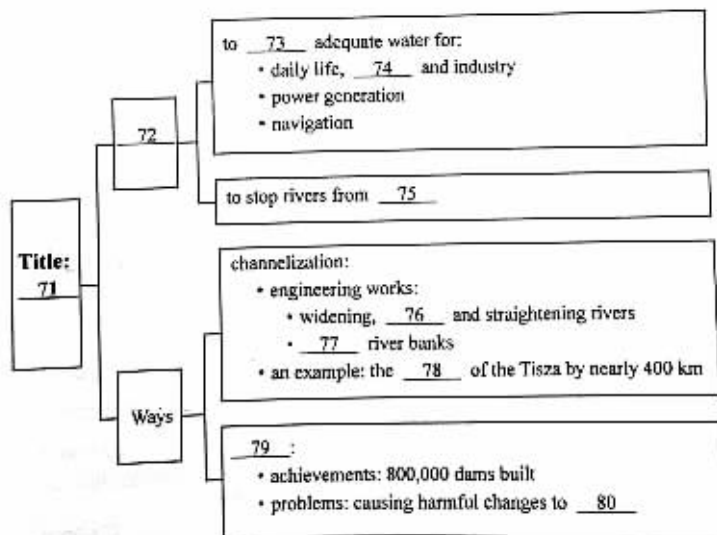 to 73 adequate water for:
• daily life, 74 and industry
• power generation
• navigation
72
to stop rivers from 75
Title:
71
channelization:
• engineering works:
• widening, 76 and straightening rivers
• 77 river banks
• an example: the 78 of the Tisza by nearly 400 km
Ways
79 :
• achievements: 800,000 dams built
• problems: causing harmful changes to 80